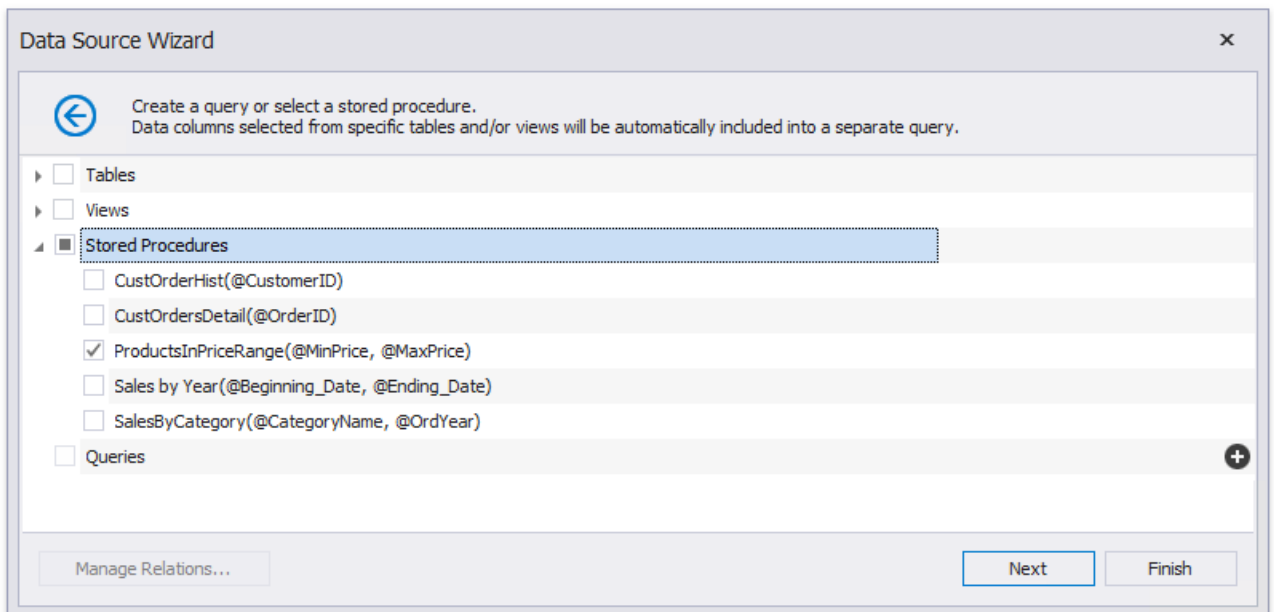 Data Source Wizard
Create a query or select a stored procedure.
Data columns selected from specific tables and/or views will be automatically included into a separate query.
Tables
Views
Stored Procedures
CustOrderHist(@CustomerID)
CustOrdersDetail(@OrderID)
ProductsInPriceRange(@MinPrice, @MaxPrice)
Sales by Year(@Beginning_Date, @Ending_Date)
SalesByCategory(@CategoryName, @OrdYear)
Queries
Manage Relations... Next Finish